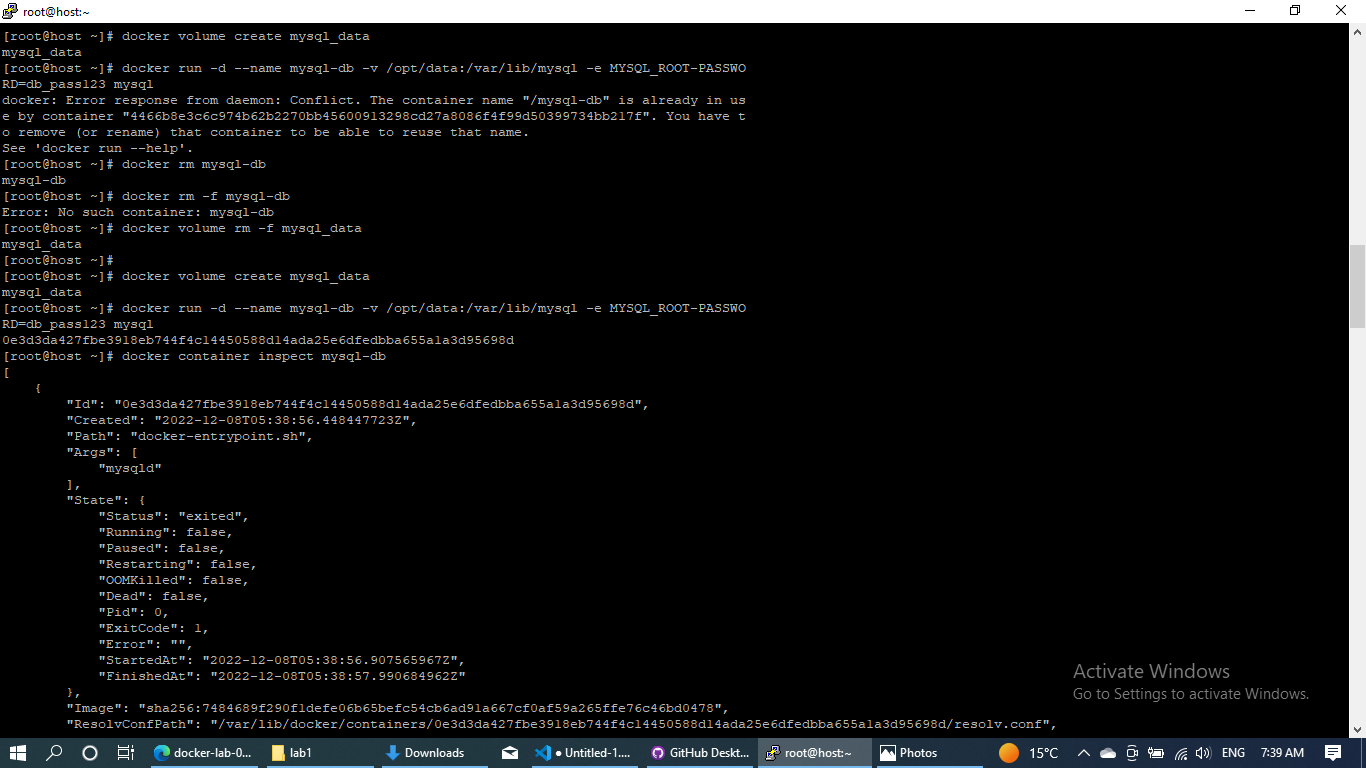 root@host:~
[root@host ~]# docker volume create mysql_data
mysql_data
[root@host ~]# docker run -d --name mysql-db -v /opt/data:/var/lib/mysql -e MYSQL_ROOT-PASSWO
RD=db_pass123 mysql
docker: Error response from daemon: Conflict. The container name "/mysql-db" is already in us
e by container "4466b8e3c6c974b62b2270bb45600913298cd27a8086f4f99d50399734bb217f". You have t
o remove (or rename) that container to be able to reuse that name.
See 'docker run --help'.
[root@host ~]# docker rm mysql-db
mysql-db
[root@host ~]# docker rm -f mysql-db
Error: No such container: mysql-db
[root@host ~]# docker volume rm -f mysql_data
mysql_data
[root@host ~]#
[root@host ~]# docker volume create mysql_data
mysql_data
[root@host ~]# docker run -d --name mysql-db -v /opt/data:/var/lib/mysql -e MYSQL_ROOT-PASSWO
RD=db_pass123 mysql
0e3d3da427fbe3918eb744f4c14450588d14ada25e6dfedbba655a1a3d95698d
[root@host ~]# docker container inspect mysql-db
[
    {
        "Id": "0e3d3da427fbe3918eb744f4c14450588d14ada25e6dfedbba655a1a3d95698d",
        "Created": "2022-12-08T05:38:56.448447723Z",
        "Path": "docker-entrypoint.sh",
        "Args": [
            "mysqld"
        ],
        "State": {
            "Status": "exited",
            "Running": false,
            "Paused": false,
            "Restarting": false,
            "OOMKilled": false,
            "Dead": false,
            "Pid": 0,
            "ExitCode": 1,
            "Error": "",
            "StartedAt": "2022-12-08T05:38:56.907565967Z",
            "FinishedAt": "2022-12-08T05:38:57.990684962Z"
        },
        "Image": "sha256:7484689f290f1defe06b65befc54cb6ad91a667cf0af59a265ffe76c46bd0478",
        "ResolvConfPath": "/var/lib/docker/containers/0e3d3da427fbe3918eb744f4c14450588d14ada25e6dfedbba655a1a3d95698d/resolv.conf",
Activate Windows
Go to Settings to activate Windows.
docker-lab-0...
lab1
Downloads
● Untitled-1....
GitHub Deskt...
root@host:~
Photos
15°C
ENG
7:39 AM